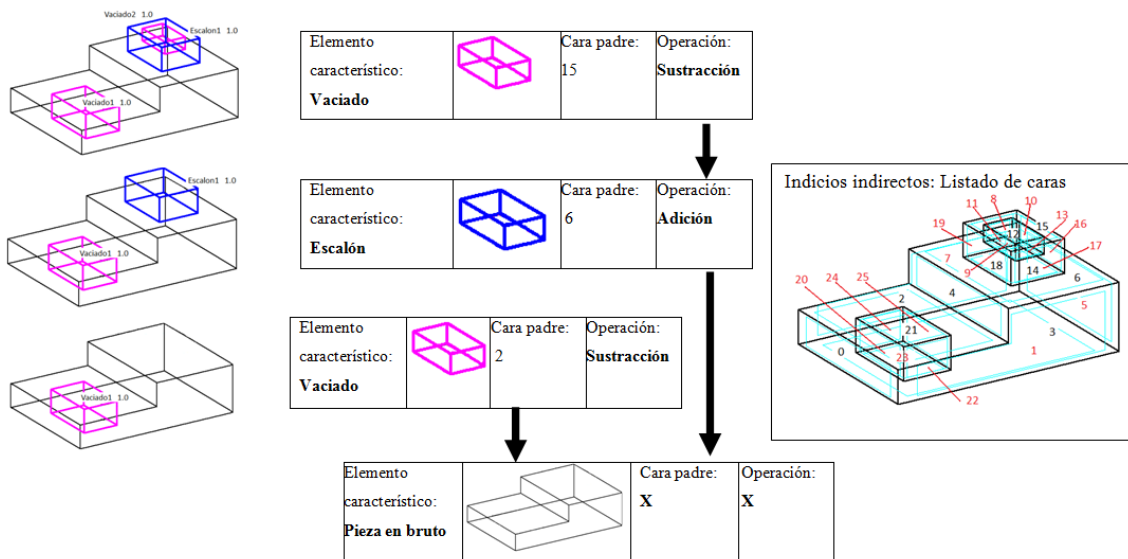 Vaciado2 1.0
Escalon1 1.0
Vaciado1 1.0
Escalon1 1.0
Vaciado1 1.0
Vaciado1 1.0
Elemento
característico:
Vaciado
Cara padre:
15
Operación:
Sustracción
Elemento
característico:
Escalón
Cara padre:
6
Operación:
Adición
Elemento
característico:
Vaciado
Cara padre:
2
Operación:
Sustracción
Elemento
característico:
Pieza en bruto
Cara padre:
X
Operación:
X
Indicios indirectos: Listado de caras
11
8
10
19
12
15
13
16
7
17
9
18
14
6
24
25
20
2
4
5
21
3
0
23
1
22